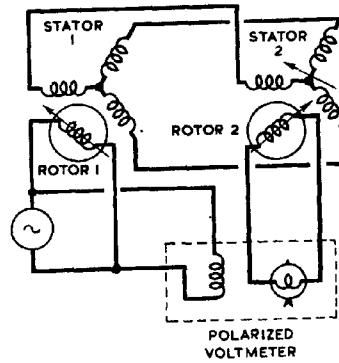 STATOR
1
STATOR
2
ROTOR 2
ROTOR 1
POLARIZED
VOLTMETER